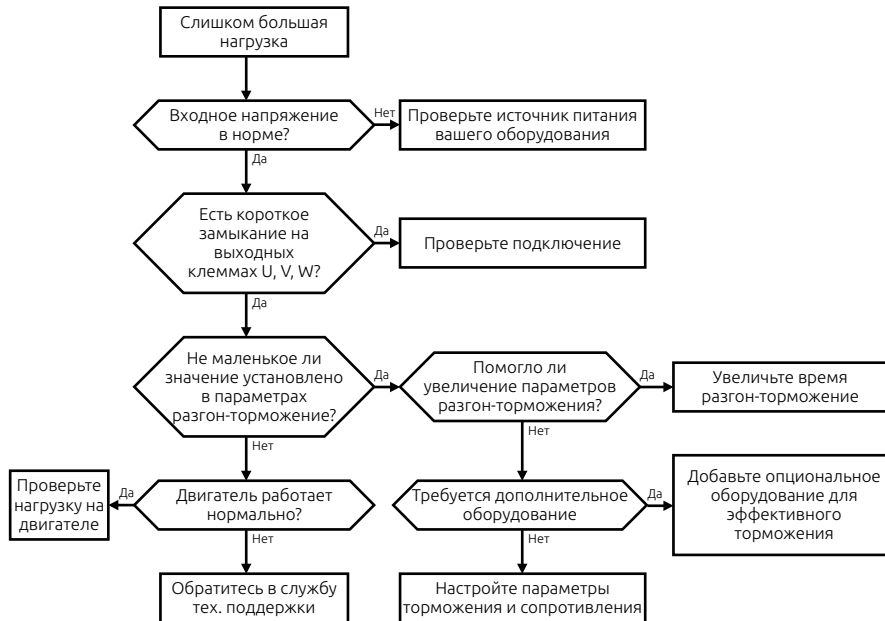 Слишком большая
нагрузка
Входное напряжение
в норме?
Нет
Проверьте источник питания
вашего оборудования
Да
Есть короткое
замыкание на
выходных
клеммах U, V, W?
Да
Проверьте подключение
Да
Не маленькое ли
значение установлено
в параметрах
разгон-торможение?
Да
Помогло ли
увеличение параметров
разгон-торможения?
Да
Увеличьте время
разгон-торможение
Нет
Нет
Проверьте
нагрузку на
двигателе
Да
Двигатель работает
нормально?
Требуется дополнительное
оборудование
Да
Добавьте опциональное
оборудование для
эффективного
торможения
Нет
Нет
Обратитесь в службу
тех. поддержки
Настройте параметры
торможения и сопротивления